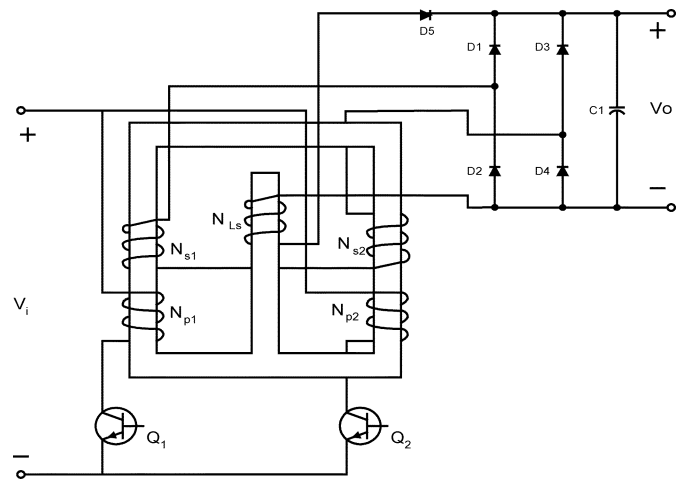 D5
D1
D3
+
C1
Vo
+
D2
D4
−
N Ls
N s1
N s2
V i
N p1
N p2
Q 1
Q 2
−